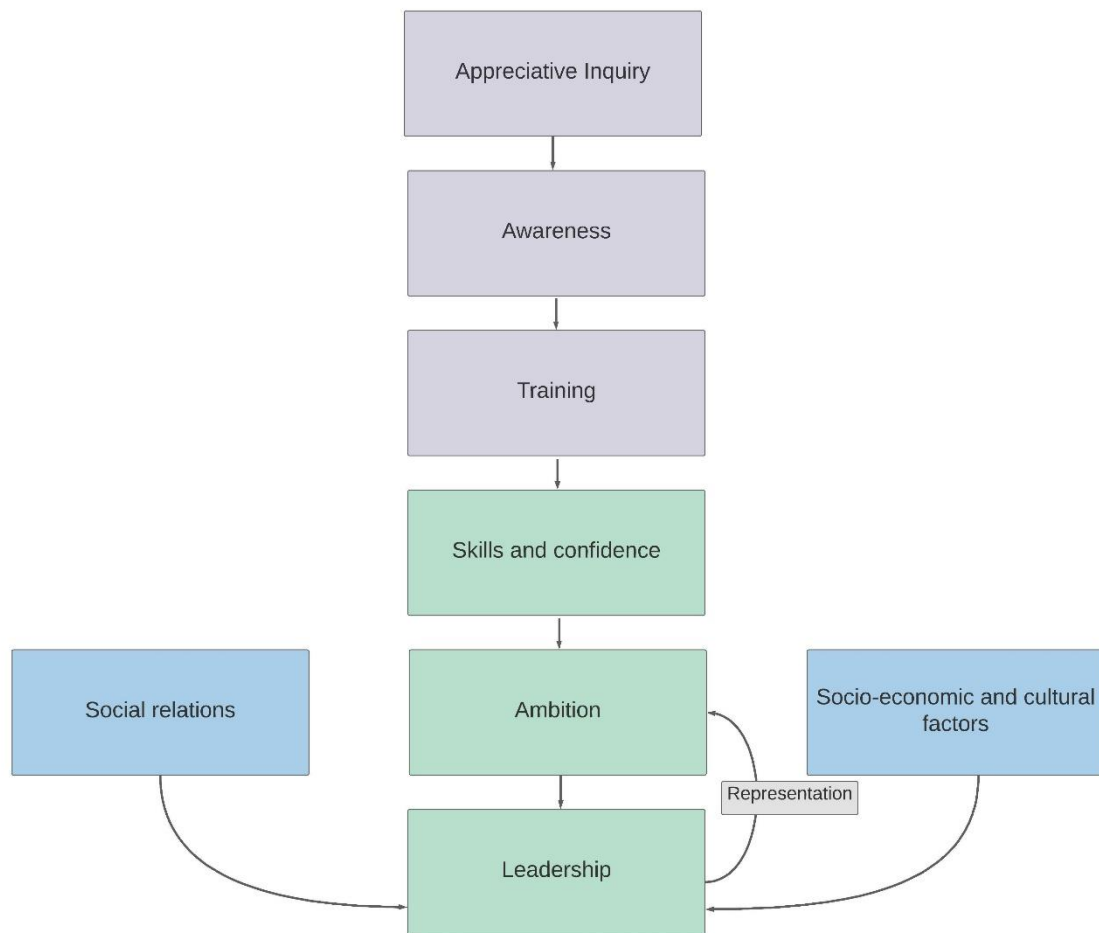 Appreciative Inquiry
Awareness
Training
Skills and confidence
Social relations
Ambition
Socio-economic and cultural
factors
Representation
Leadership